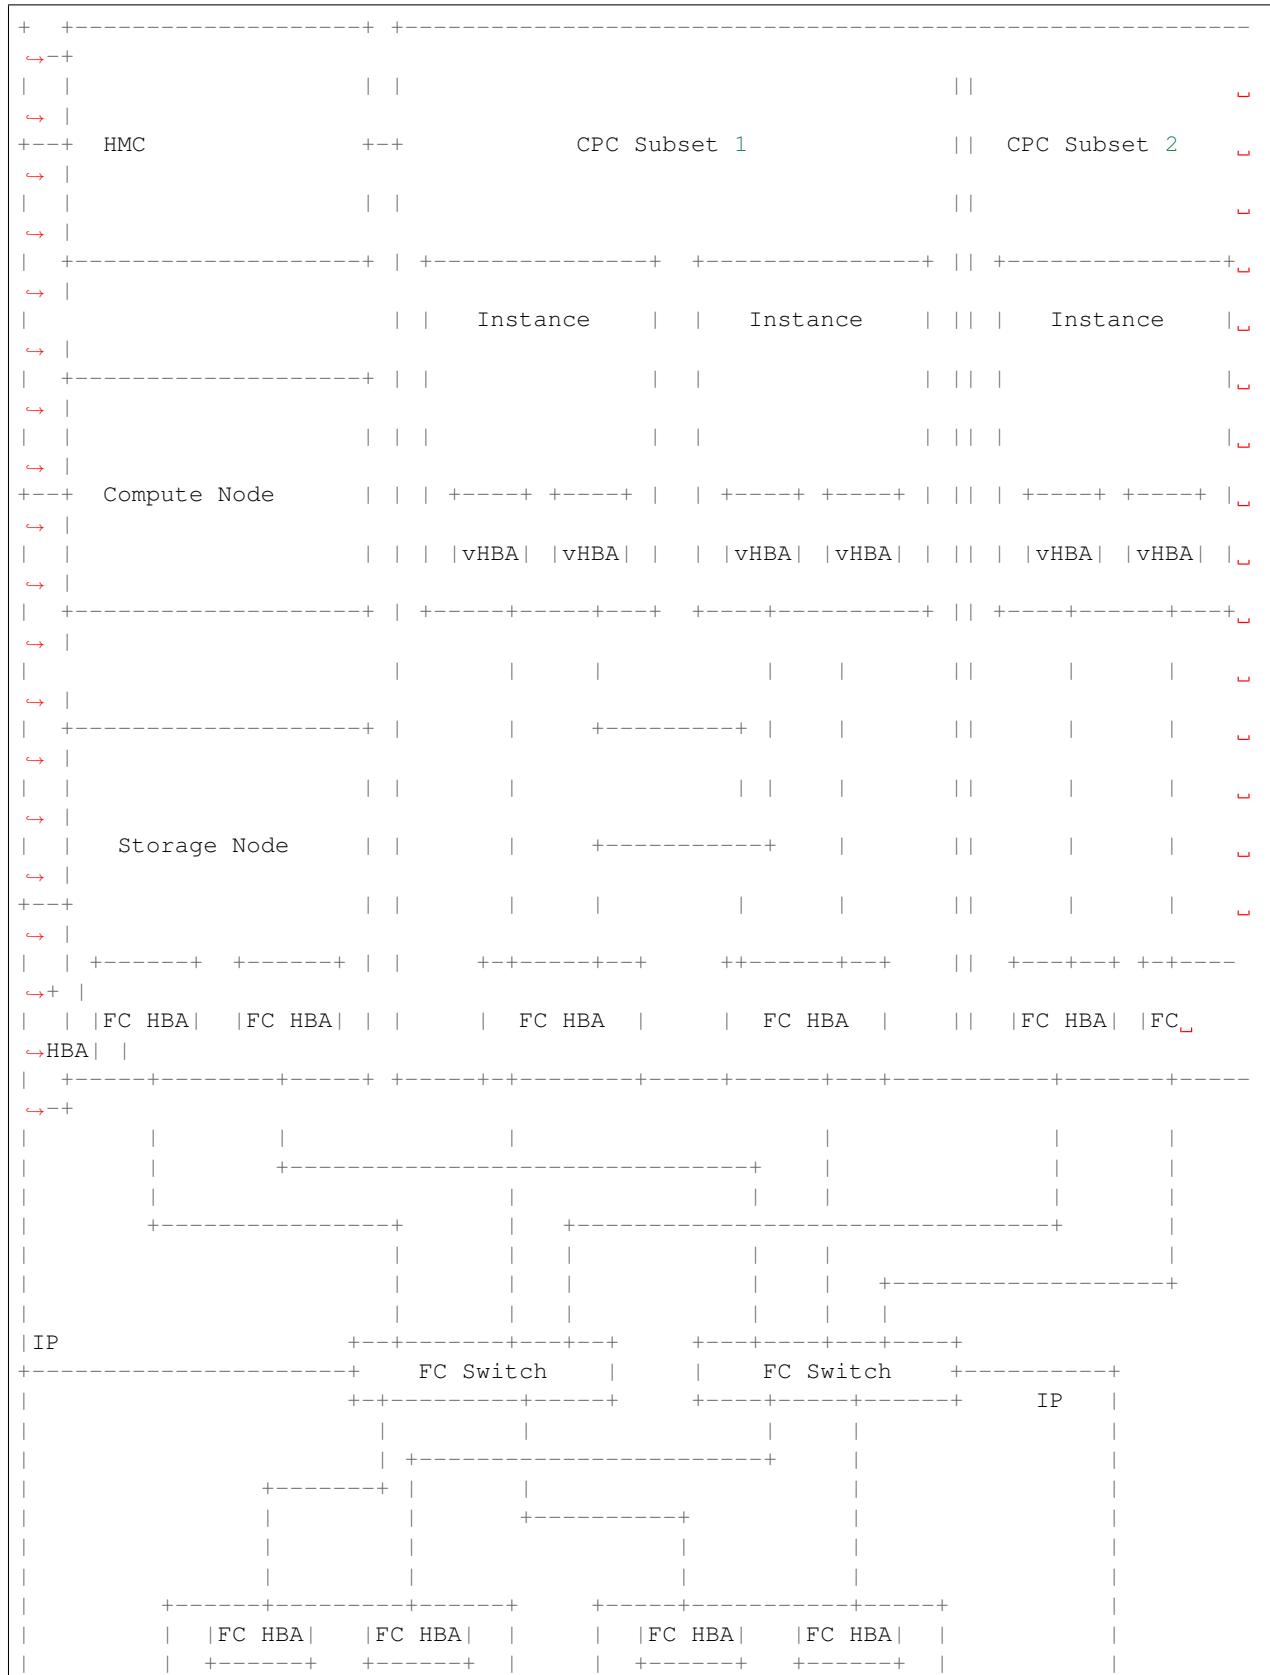 HMC CPC Subset 1 CPC Subset 2
Instance Instance Instance
Compute Node
vHBA vHBA vHBA vHBA vHBA vHBA
Storage Node
FC HBA FC HBA FC HBA FC HBA FC HBA FC
HBA
IP
FC Switch FC Switch
IP
FC HBA FC HBA FC HBA FC HBA